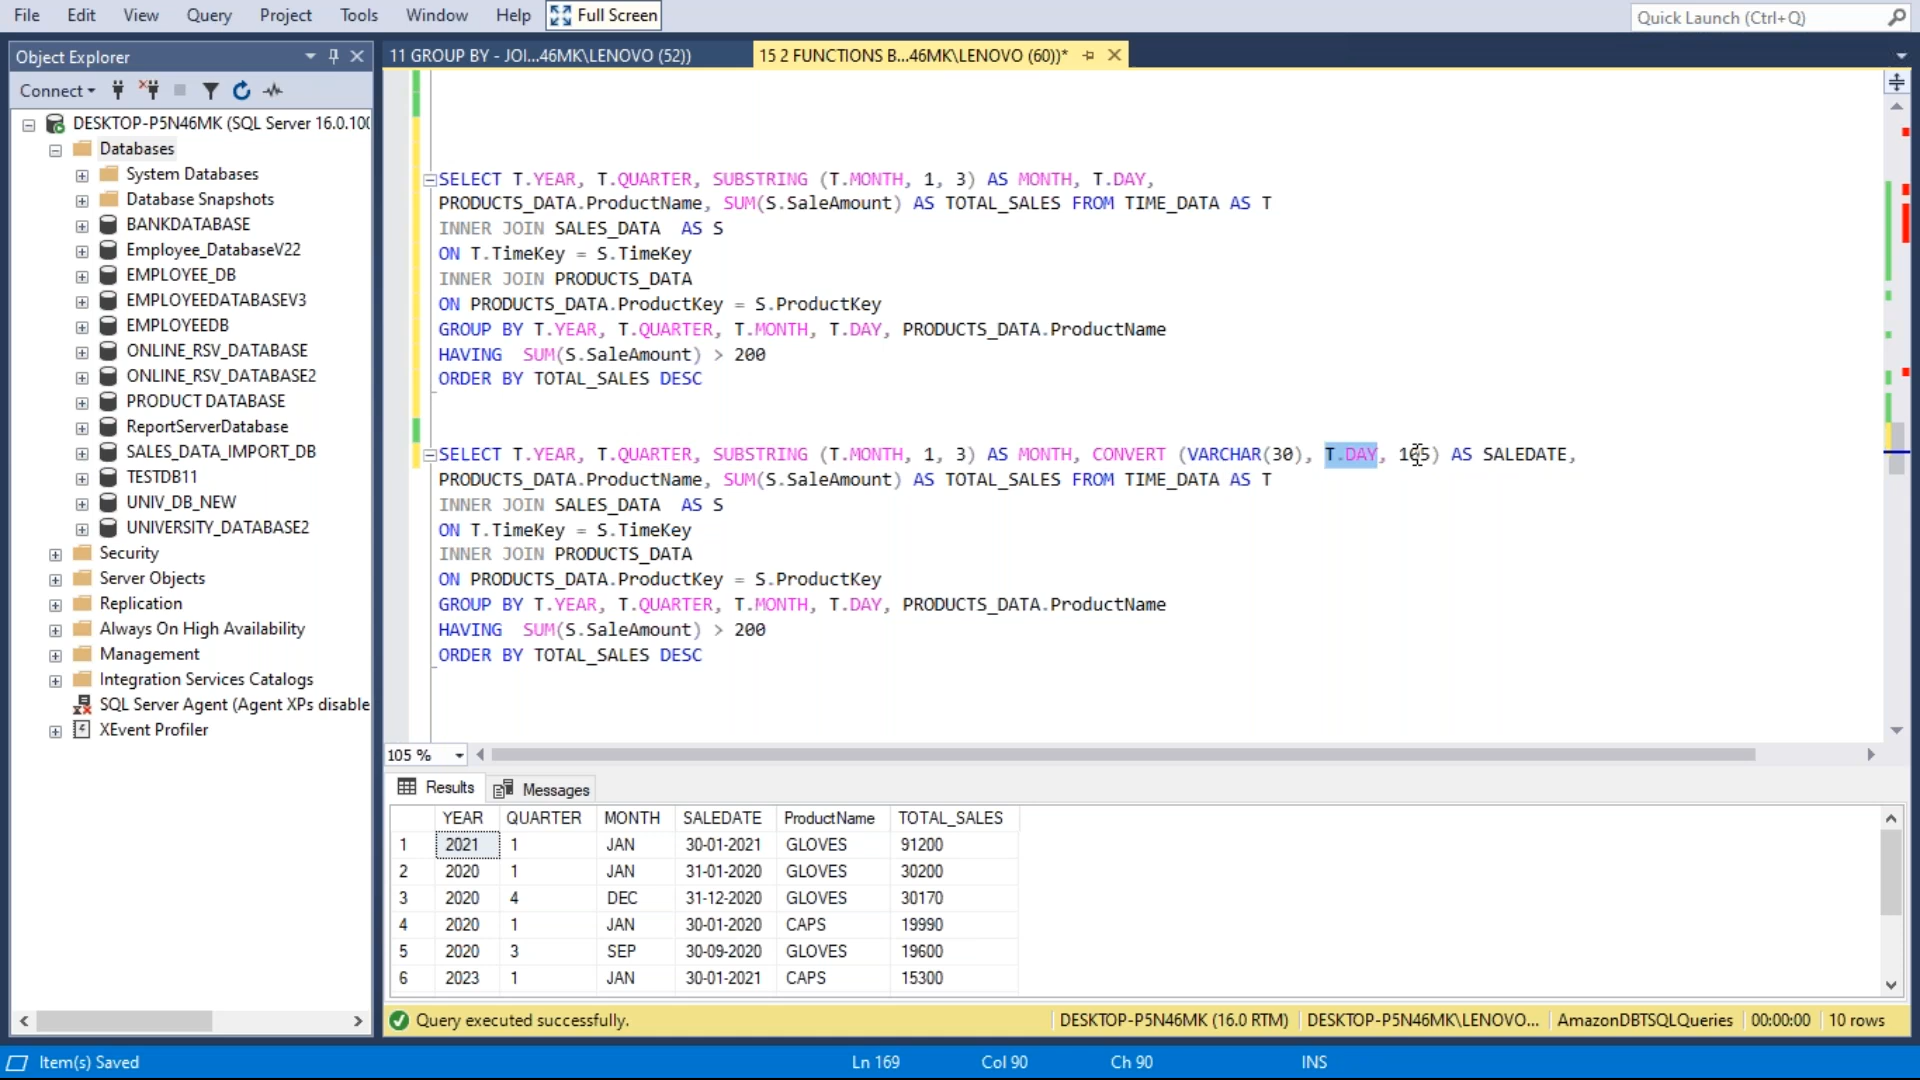 File Edit View Query Project Tools Window Help Full Screen
Quick Launch (Ctrl+Q)
Object Explorer
11 GROUP BY - JOI...46MK\LENOVO (52))
15 2 FUNCTIONS B...46MK\LENOVO (60))*
Connect
DESKTOP-P5N46MK (SQL Server 16.0.100
Databases
System Databases
Database Snapshots
BANKDATABASE
Employee_DatabaseV22
EMPLOYEE_DB
EMPLOYEEDATABASEV3
EMPLOYEEDB
ONLINE_RSV_DATABASE
ONLINE_RSV_DATABASE2
PRODUCT DATABASE
ReportServerDatabase
SALES_DATA_IMPORT_DB
TESTDB11
UNIV_DB_NEW
UNIVERSITY_DATABASE2
Security
Server Objects
Replication
Always On High Availability
Management
Integration Services Catalogs
SQL Server Agent (Agent XPs disable
XEvent Profiler
SELECT T.YEAR, T.QUARTER, SUBSTRING (T.MONTH, 1, 3) AS MONTH, T.DAY,
PRODUCTS_DATA.ProductName, SUM(S.SaleAmount) AS TOTAL_SALES FROM TIME_DATA AS T
INNER JOIN SALES_DATA  AS S
ON T.TimeKey = S.TimeKey
INNER JOIN PRODUCTS_DATA
ON PRODUCTS_DATA.ProductKey = S.ProductKey
GROUP BY T.YEAR, T.QUARTER, T.MONTH, T.DAY, PRODUCTS_DATA.ProductName
HAVING  SUM(S.SaleAmount) > 200
ORDER BY TOTAL_SALES DESC
SELECT T.YEAR, T.QUARTER, SUBSTRING (T.MONTH, 1, 3) AS MONTH, CONVERT (VARCHAR(30), T.DAY, 105) AS SALEDATE,
PRODUCTS_DATA.ProductName, SUM(S.SaleAmount) AS TOTAL_SALES FROM TIME_DATA AS T
INNER JOIN SALES_DATA  AS S
ON T.TimeKey = S.TimeKey
INNER JOIN PRODUCTS_DATA
ON PRODUCTS_DATA.ProductKey = S.ProductKey
GROUP BY T.YEAR, T.QUARTER, T.MONTH, T.DAY, PRODUCTS_DATA.ProductName
HAVING  SUM(S.SaleAmount) > 200
ORDER BY TOTAL_SALES DESC
105 %
Results Messages
YEAR QUARTER MONTH SALEDATE ProductName TOTAL_SALES
1 2021 1 JAN 30-01-2021 GLOVES 91200
2 2020 1 JAN 31-01-2020 GLOVES 30200
3 2020 4 DEC 31-12-2020 GLOVES 30170
4 2020 1 JAN 30-01-2020 CAPS 19990
5 2020 3 SEP 30-09-2020 GLOVES 19600
6 2023 1 JAN 30-01-2021 CAPS 15300
Query executed successfully. DESKTOP-P5N46MK (16.0 RTM) DESKTOP-P5N46MK\LENOVO... AmazonDBTSQLQueries 00:00:00 10 rows
Item(s) Saved Ln 169 Col 90 Ch 90 INS